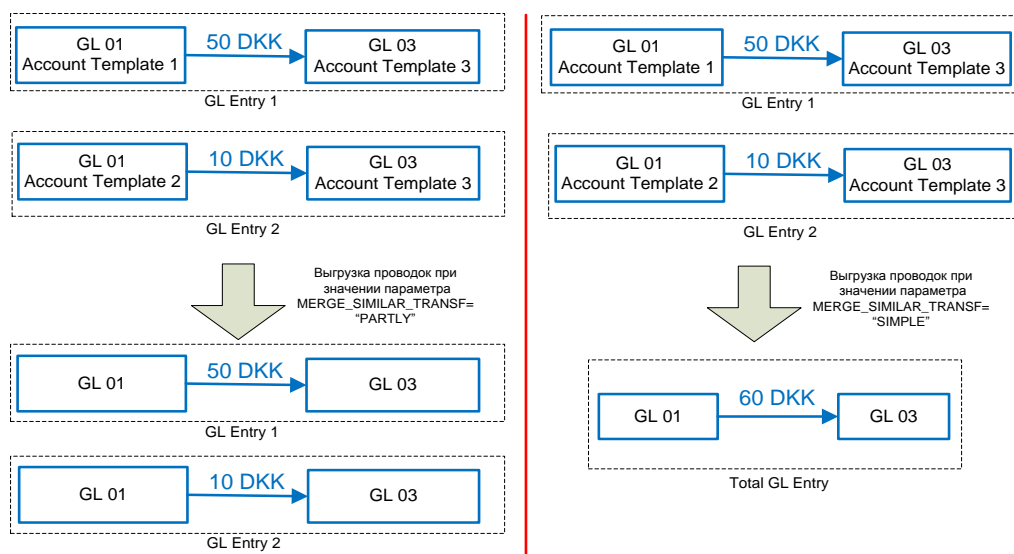 GL 01
Account Template 1
50 DKK
GL 03
Account Template 3
GL Entry 1
GL 01
Account Template 2
10 DKK
GL 03
Account Template 3
GL Entry 2
Выгрузка проводок при
значении параметра
MERGE_SIMILAR_TRANSF=
“PARTLY”
GL 01
50 DKK
GL 03
GL Entry 1
GL 01
10 DKK
GL 03
GL Entry 2
GL 01
Account Template 1
50 DKK
GL 03
Account Template 3
GL Entry 1
GL 01
Account Template 2
10 DKK
GL 03
Account Template 3
GL Entry 2
Выгрузка проводок при
значении параметра
MERGE_SIMILAR_TRANSF=
“SIMPLE”
GL 01
60 DKK
GL 03
Total GL Entry